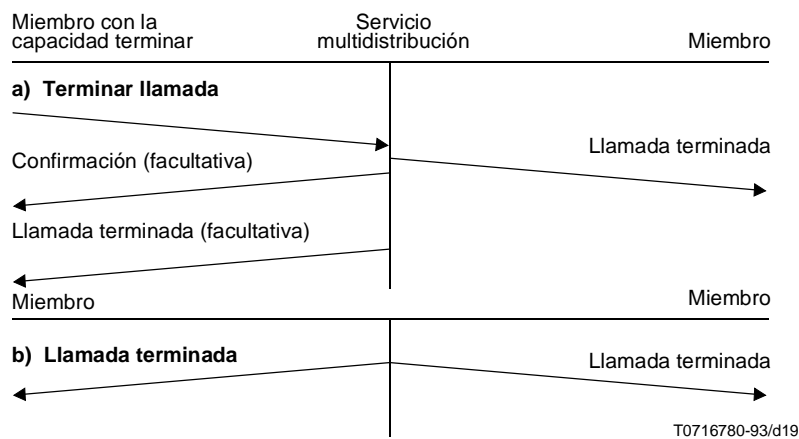 Miembro con la
capacidad terminar
Servicio
multidistribución
Miembro
a) Terminar llamada
Llamada terminada
Confirmación (facultativa)
Llamada terminada (facultativa)
Miembro
Miembro
b) Llamada terminada
Llamada terminada
T0716780-93/d19